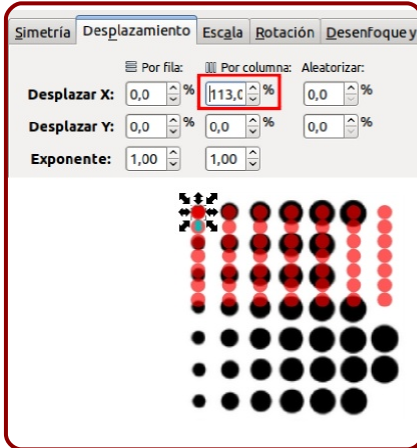 Simetría Desplazamiento Escala Rotación Desenfoque y
Por fila: Por columna: Aleatorizar:
Desplazar X: 0,0 % 113,0 % 0,0 %
Desplazar Y: 0,0 % 0,0 % 0,0 %
Exponente: 1,00 1,00